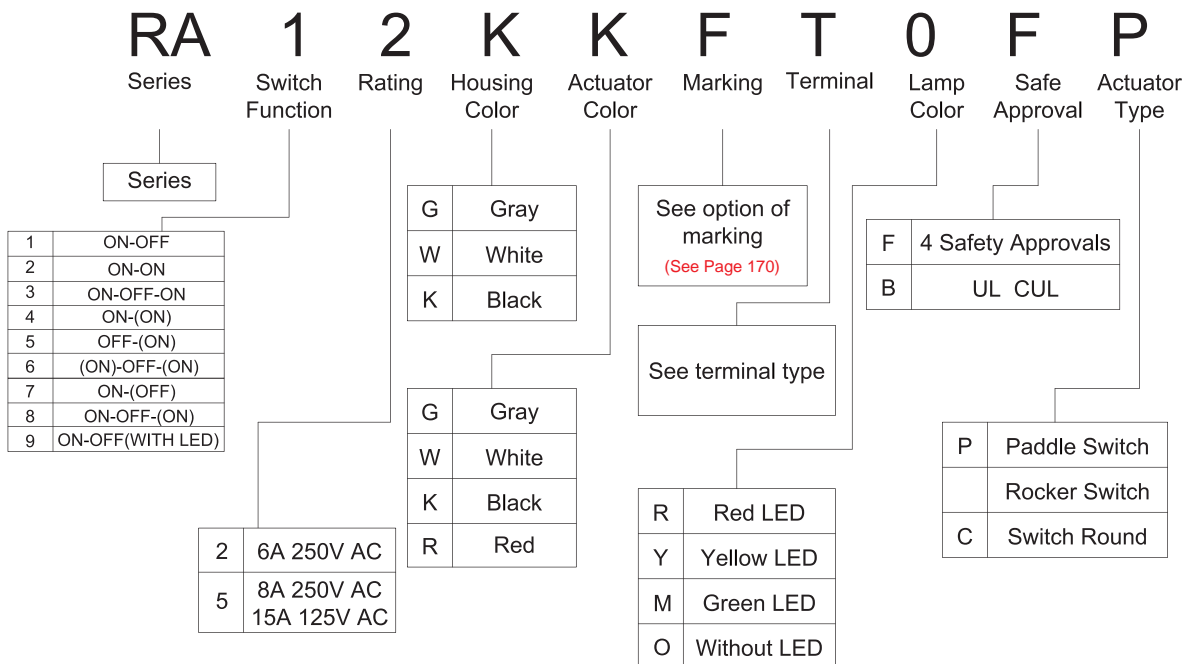 RA 1 2 K K F T 0 F P
Series Switch Function Rating Housing Color Actuator Color Marking Terminal Lamp Color Safe Approval Actuator Type
Series
1 ON-OFF
2 ON-ON
3 ON-OFF-ON
4 ON-(ON)
5 OFF-(ON)
6 (ON)-OFF-(ON)
7 ON-(OFF)
8 ON-OFF-(ON)
9 ON-OFF(WITH LED)
2 6A 250V AC
5 8A 250V AC
15A 125V AC
G Gray
W White
K Black
G Gray
W White
K Black
R Red
See option of
marking
(See Page 170)
See terminal type
R Red LED
Y Yellow LED
M Green LED
O Without LED
F 4 Safety Approvals
B UL CUL
P Paddle Switch
Rocker Switch
C Switch Round